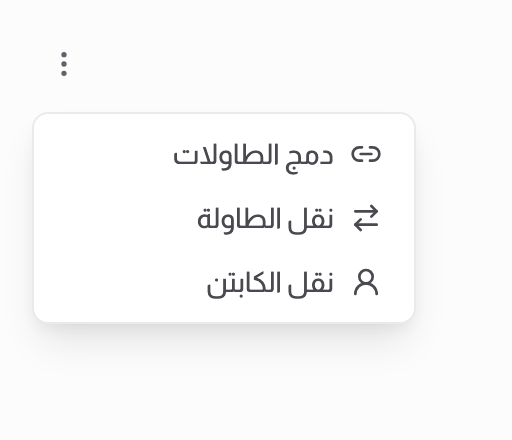 دمج الطاولات
نقل الطاولة
نقل الكابتن